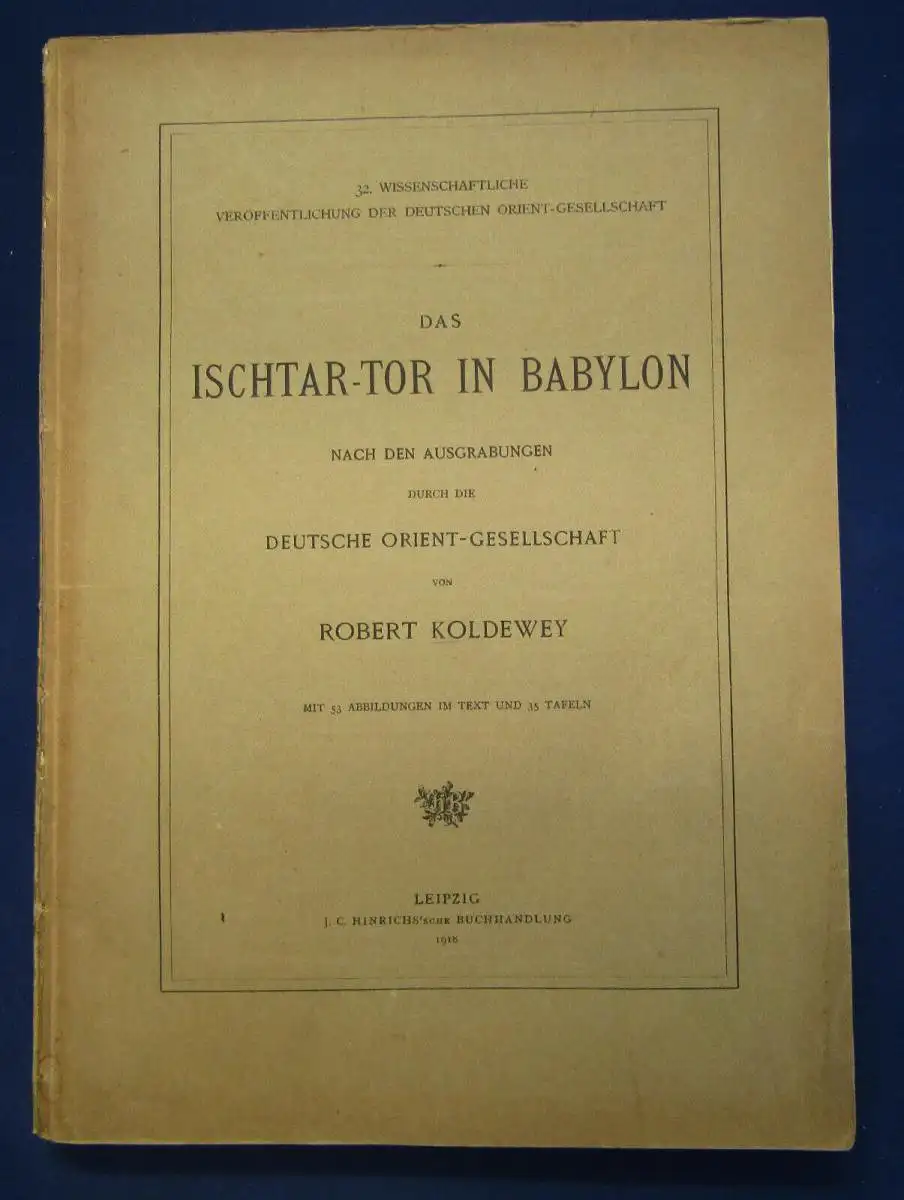 32. WISSENSCHAFTLICHE
VERÖFFENTLICHUNG DER DEUTSCHEN ORIENT-GESELLSCHAFT
DAS
ISCHTAR-TOR IN BABYLON
NACH DEN AUSGRABUNGEN
DURCH DIE
DEUTSCHE ORIENT-GESELLSCHAFT
VON
ROBERT KOLDEWEY
MIT 53 ABBILDUNGEN IM TEXT UND 35 TAFELN
LEIPZIG
J. C. HINRICHS'SCHE BUCHHANDLUNG
1918